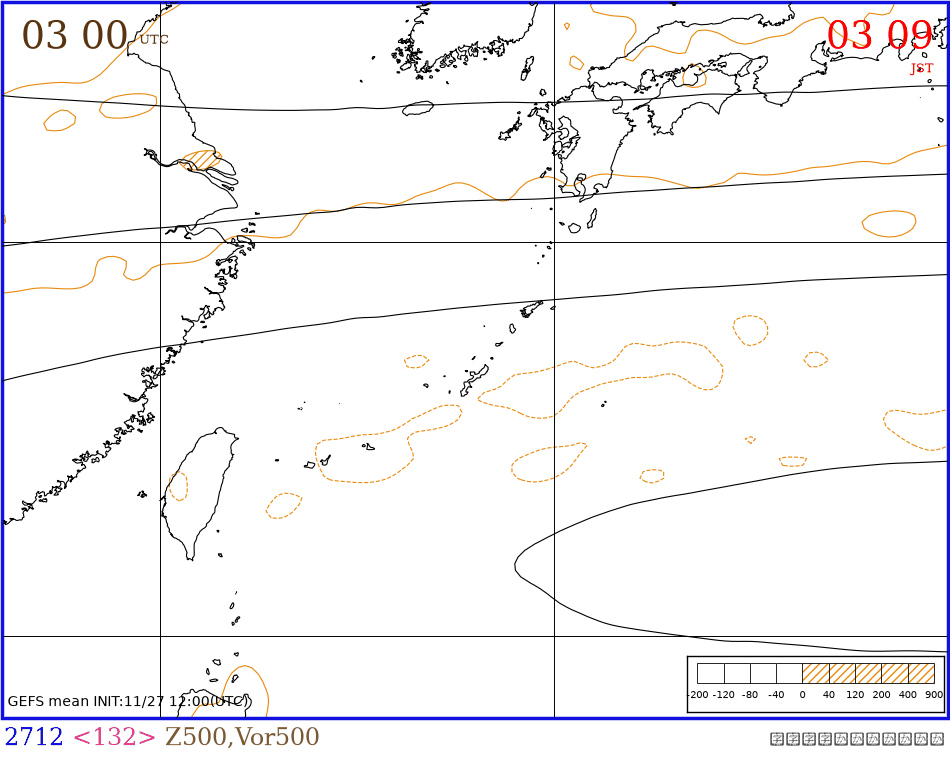 03 00 UTC
03 09
JST
-200 -120 -80 -40 0 40 120 200 400 900
GEFS mean INIT:11/27 12:00(UTC)
2712 <132> Z500,Vor500